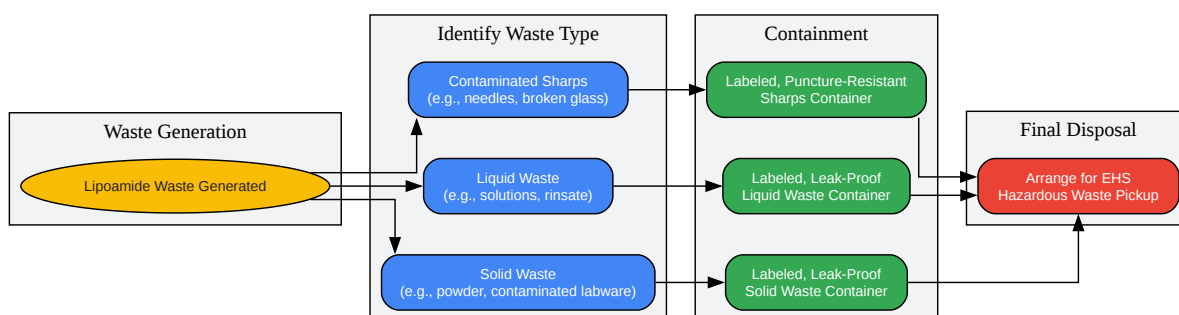 Waste Generation
Lipoamide Waste Generated
Identify Waste Type
Contaminated Sharps
(e.g., needles, broken glass)
Liquid Waste
(e.g., solutions, rinsate)
Solid Waste
(e.g., powder, contaminated labware)
Containment
Labeled, Puncture-Resistant
Sharps Container
Labeled, Leak-Proof
Liquid Waste Container
Labeled, Leak-Proof
Solid Waste Container
Final Disposal
Arrange for EHS
Hazardous Waste Pickup